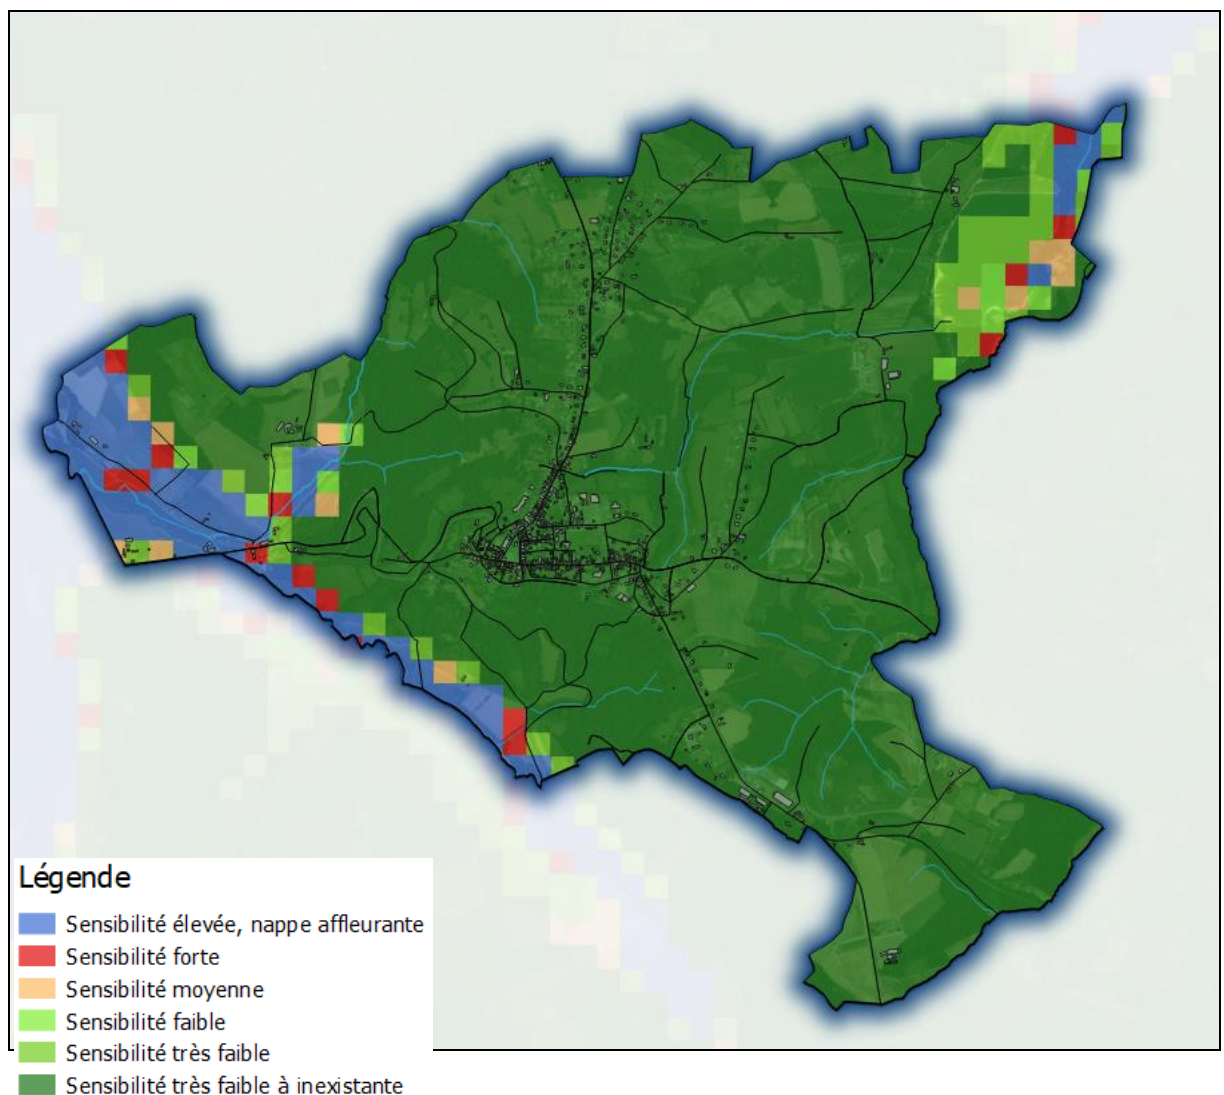 Légende
Sensibilité élevée, nappe affleurante
Sensibilité forte
Sensibilité moyenne
Sensibilité faible
Sensibilité très faible
Sensibilité très faible à inexistante